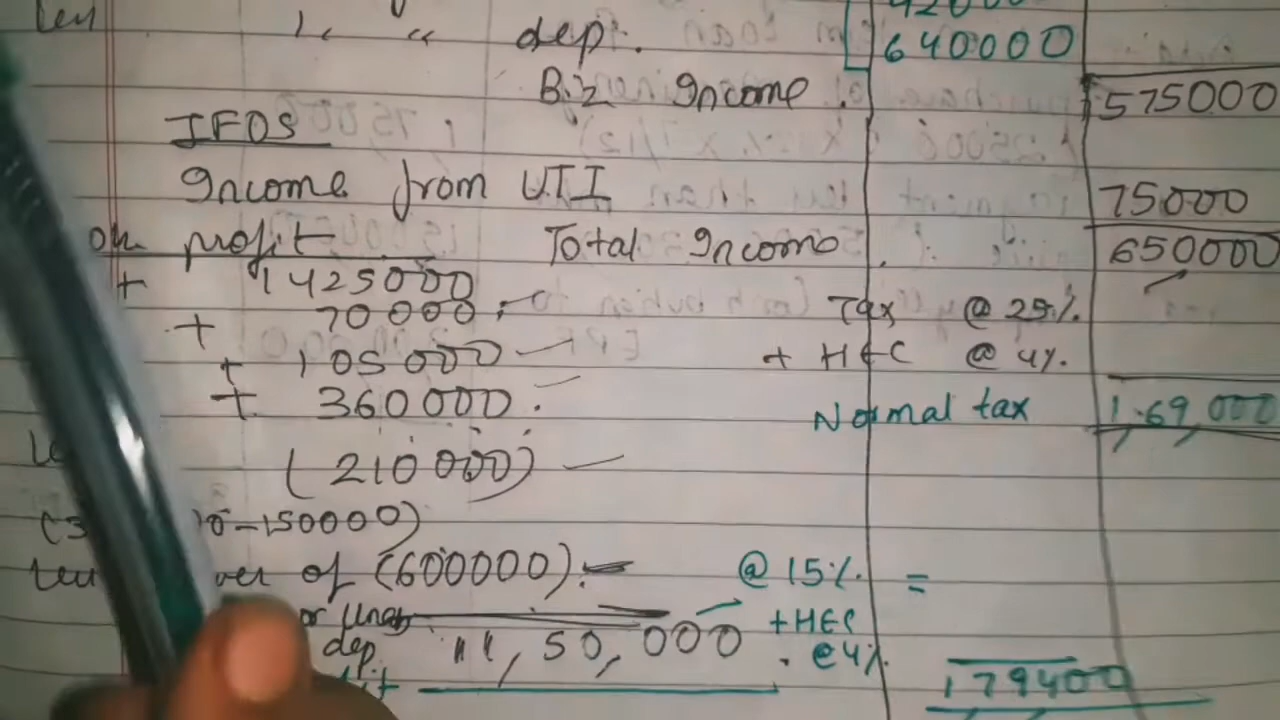 dep.
640000
Biz Income.
575000
IFOS
Income from UTI
75000
profit
Total Income.
650000
+ 1425000
Tax @ 25%.
+ 70000
+ 105000
+ HEC @ 4%.
+ 360000.
Normal tax
1,69,000
(210000)
-150000)
of (600000).
@ 15%. =
or
+HEC
dep
11,50,000
@4%.
179400